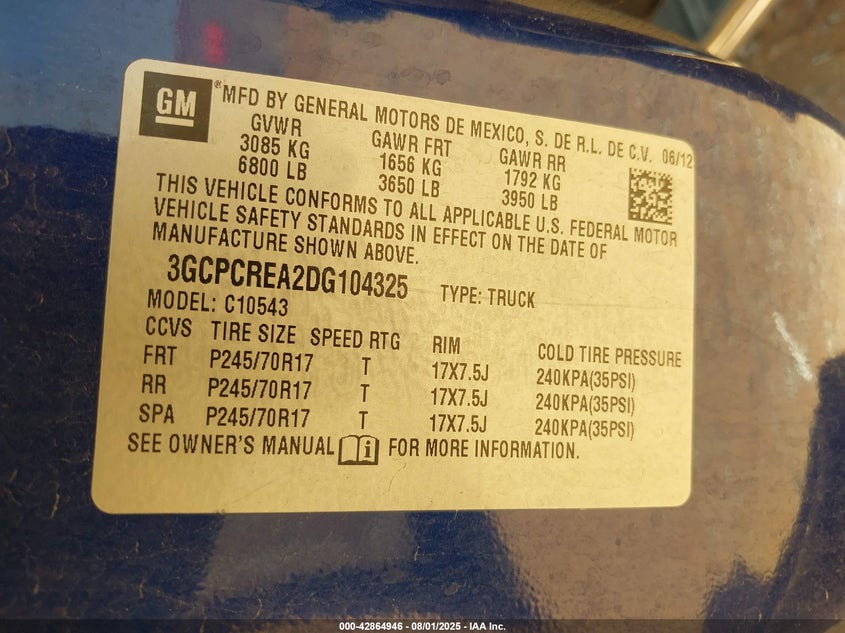 GM
®MFD BY GENERAL MOTORS DE MEXICO, S. DE R.L. DE C.V. 06/12
GVWR GAWR FRT GAWR RR
3085 KG 1656 KG 1792 KG
6800 LB 3650 LB 3950 LB
THIS VEHICLE CONFORMS TO ALL APPLICABLE U.S. FEDERAL MOTOR
VEHICLE SAFETY STANDARDS IN EFFECT ON THE DATE OF
MANUFACTURE SHOWN ABOVE.
3GCPCREA2DG104325 TYPE: TRUCK
MODEL: C10543
CCVS TIRE SIZE SPEED RTG RIM COLD TIRE PRESSURE
FRT P245/70R17 T 17X7.5J 240KPA(35PSI)
RR P245/70R17 T 17X7.5J 240KPA(35PSI)
SPA P245/70R17 T 17X7.5J 240KPA(35PSI)
SEE OWNER'S MANUAL i FOR MORE INFORMATION.
000-42864946 - 08/01/2025 - IAA Inc.